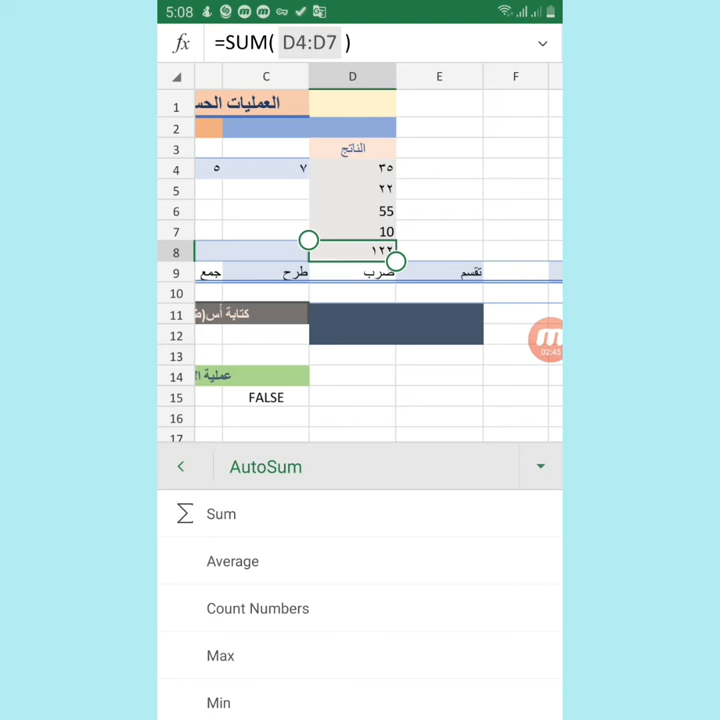 5:08
fx =SUM( D4:D7 )
C D E F
1 العمليات الحس
2
3 الناتج
4 ٥ ٧ ٣٥
5 ٢٢
6 55
7 10
8 ١٢٢
9 جمع طرح ضرب تقسم
10
11 كتابة أس(ض
12
02:45
13
14 عملية ال
15 FALSE
16
17
AutoSum
Sum
Average
Count Numbers
Max
Min